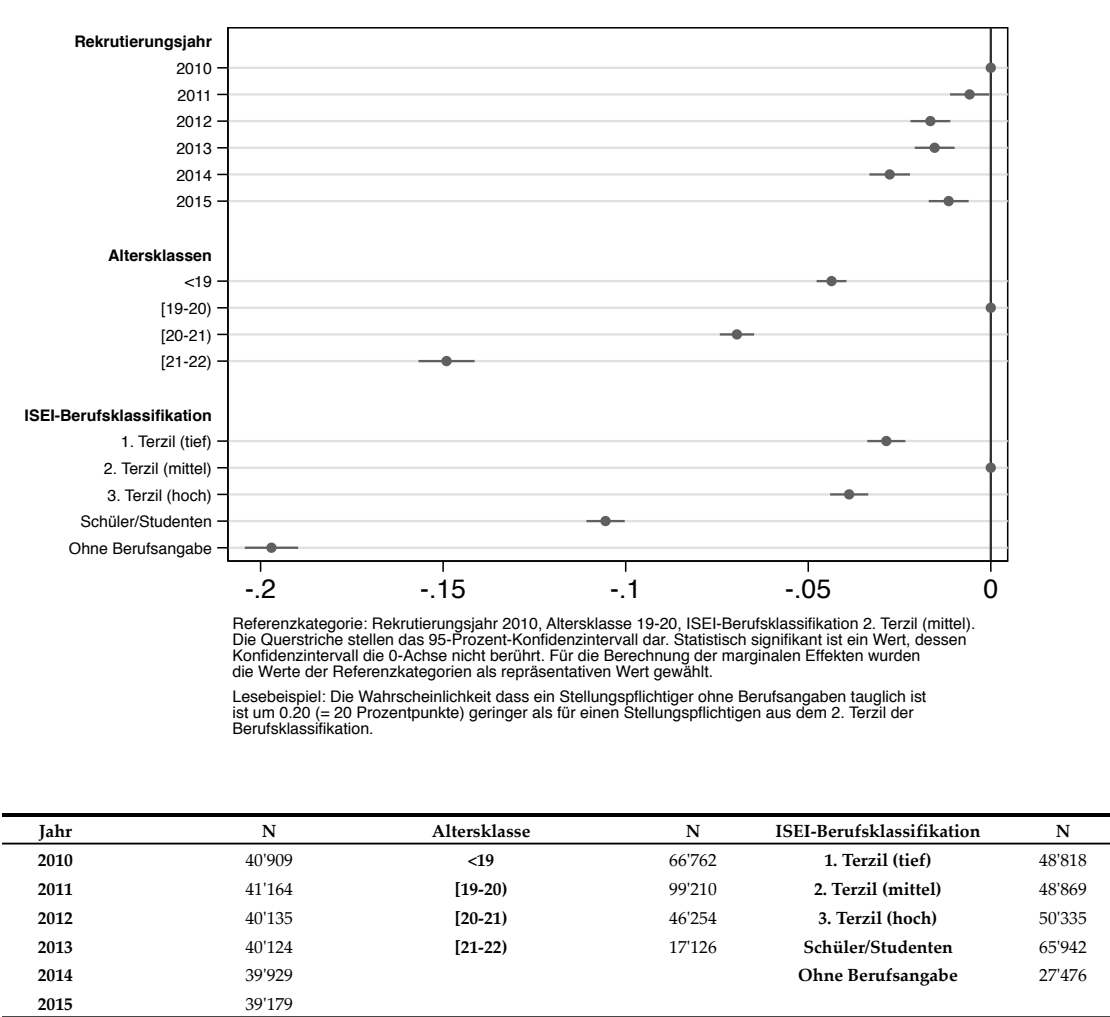 Rekrutierungsjahr
2010
2011
2012
2013
2014
2015
Altersklassen
<19
[19-20)
[20-21)
[21-22)
ISEI-Berufsklassifikation
1. Terzil (tief)
2. Terzil (mittel)
3. Terzil (hoch)
Schüler/Studenten
Ohne Berufsangabe
-.2 -.15 -.1 -.05 0
Referenzkategorie: Rekrutierungsjahr 2010, Altersklasse 19-20, ISEI-Berufsklassifikation 2. Terzil (mittel).
Die Querstriche stellen das 95-Prozent-Konfidenzintervall dar. Statistisch signifikant ist ein Wert, dessen
Konfidenzintervall die 0-Achse nicht berührt. Für die Berechnung der marginalen Effekten wurden
die Werte der Referenzkategorien als repräsentativen Wert gewählt.
Lesebeispiel: Die Wahrscheinlichkeit dass ein Stellungspflichtiger ohne Berufsangaben tauglich ist
ist um 0.20 (= 20 Prozentpunkte) geringer als für einen Stellungspflichtigen aus dem 2. Terzil der
Berufsklassifikation.
Jahr N Altersklasse N ISEI-Berufsklassifikation N
2010 40'909 <19 66'762 1. Terzil (tief) 48'818
2011 41'164 [19-20) 99'210 2. Terzil (mittel) 48'869
2012 40'135 [20-21) 46'254 3. Terzil (hoch) 50'335
2013 40'124 [21-22) 17'126 Schüler/Studenten 65'942
2014 39'929 Ohne Berufsangabe 27'476
2015 39'179